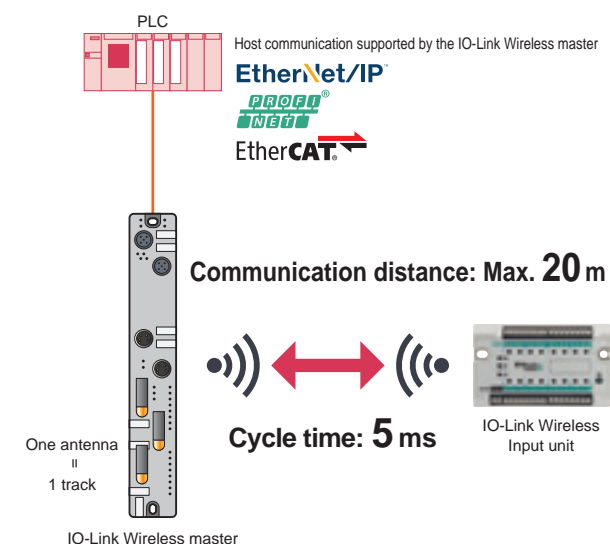 PLC
Host communication supported by the IO-Link Wireless master
EtherNet/IP™
PROFI®
NET
EtherCAT®
Communication distance: Max. 20 m
Cycle time: 5 ms
IO-Link Wireless
Input unit
One antenna
=
1 track
IO-Link Wireless master